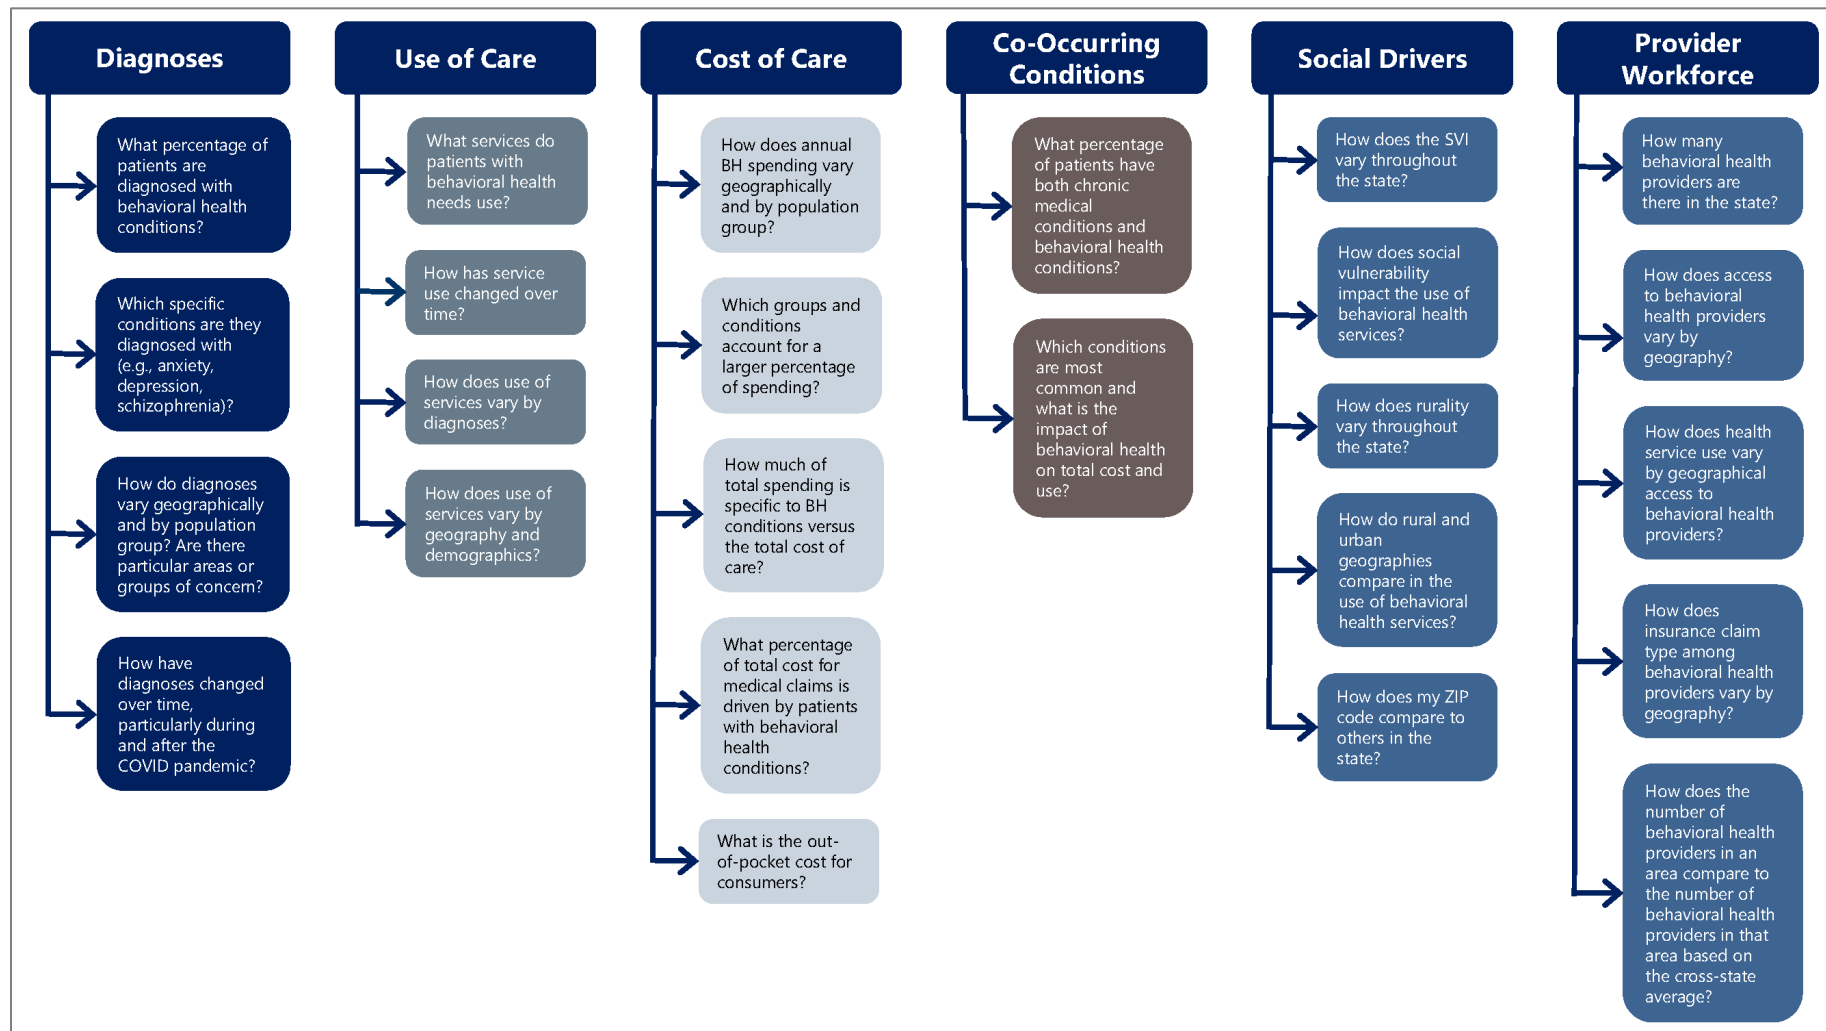 Diagnoses
What percentage of
patients are
diagnosed with
behavioral health
conditions?
Which specific
conditions are they
diagnosed with
(e.g., anxiety,
depression,
schizophrenia)?
How do diagnoses
vary geographically
and by population
group? Are there
particular areas or
groups of concern?
How have
diagnoses changed
over time,
particularly during
and after the
COVID pandemic?
Use of Care
What services do
patients with
behavioral health
needs use?
How has service
use changed over
time?
How does use of
services vary by
diagnoses?
How does use of
services vary by
geography and
demographics?
Cost of Care
How does annual
BH spending vary
geographically
and by population
group?
Which groups and
conditions
account for a
larger percentage
of spending?
How much of
total spending is
specific to BH
conditions versus
the total cost of
care?
What percentage
of total cost for
medical claims is
driven by patients
with behavioral
health
conditions?
What is the out-
of-pocket cost for
consumers?
Co-Occurring
Conditions
What percentage
of patients have
both chronic
medical
conditions and
behavioral health
conditions?
Which conditions
are most
common and
what is the
impact of
behavioral health
on total cost and
use?
Social Drivers
How does the SVI
vary throughout
the state?
How does social
vulnerability
impact the use of
behavioral health
services?
How does rurality
vary throughout
the state?
How do rural and
urban
geographies
compare in the
use of behavioral
health services?
How does my ZIP
code compare to
others in the
state?
Provider
Workforce
How many
behavioral health
providers are
there in the state?
How does access
to behavioral
health providers
vary by
geography?
How does health
service use vary
by geographical
access to
behavioral health
providers?
How does
insurance claim
type among
behavioral health
providers vary by
geography?
How does the
number of
behavioral health
providers in an
area compare to
the number of
behavioral health
providers in that
area based on
the cross-state
average?